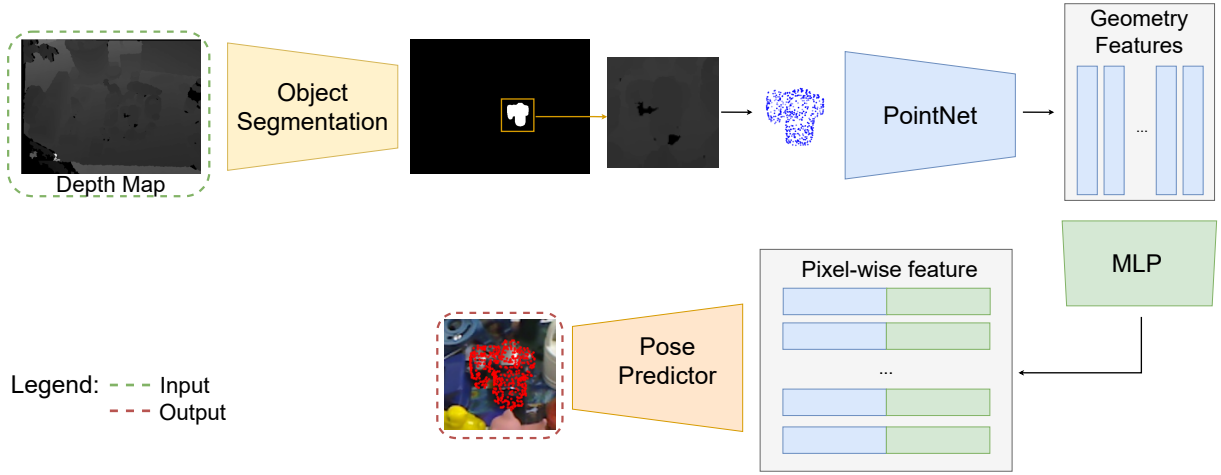 Depth Map
Object
Segmentation
PointNet
Geometry
Features
...
MLP
Pixel-wise feature
...
Pose
Predictor
Legend:
Input
Output